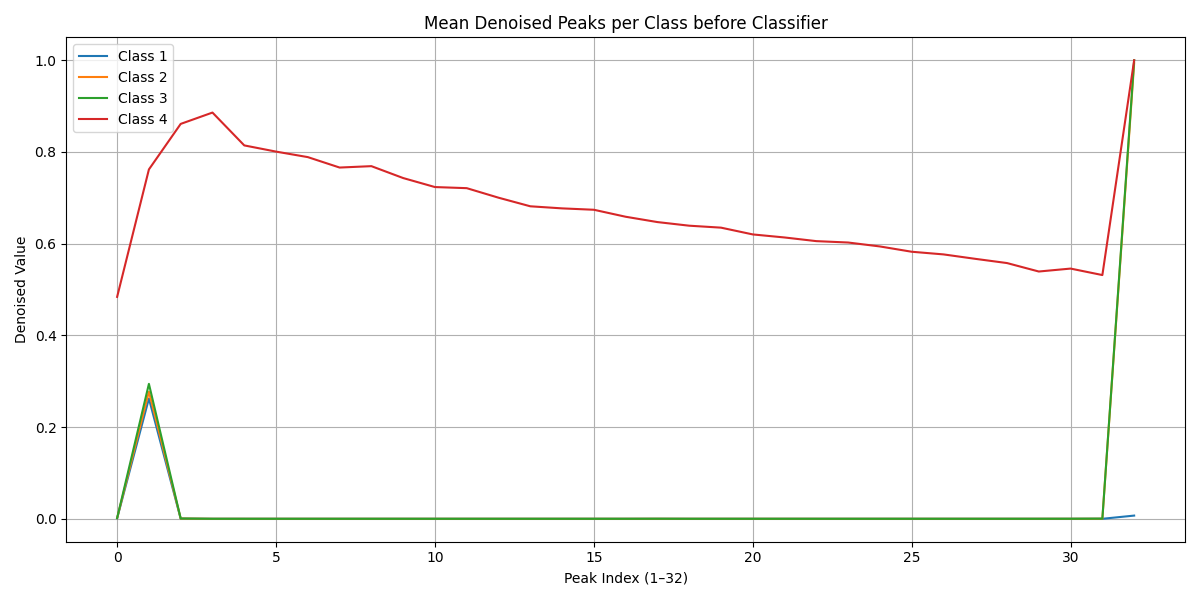 Mean Denoised Peaks per Class before Classifier
Class 1
Class 2
Class 3
Class 4
Denoised Value
1.0
0.8
0.6
0.4
0.2
0.0
0 5 10 15 20 25 30
Peak Index (1–32)